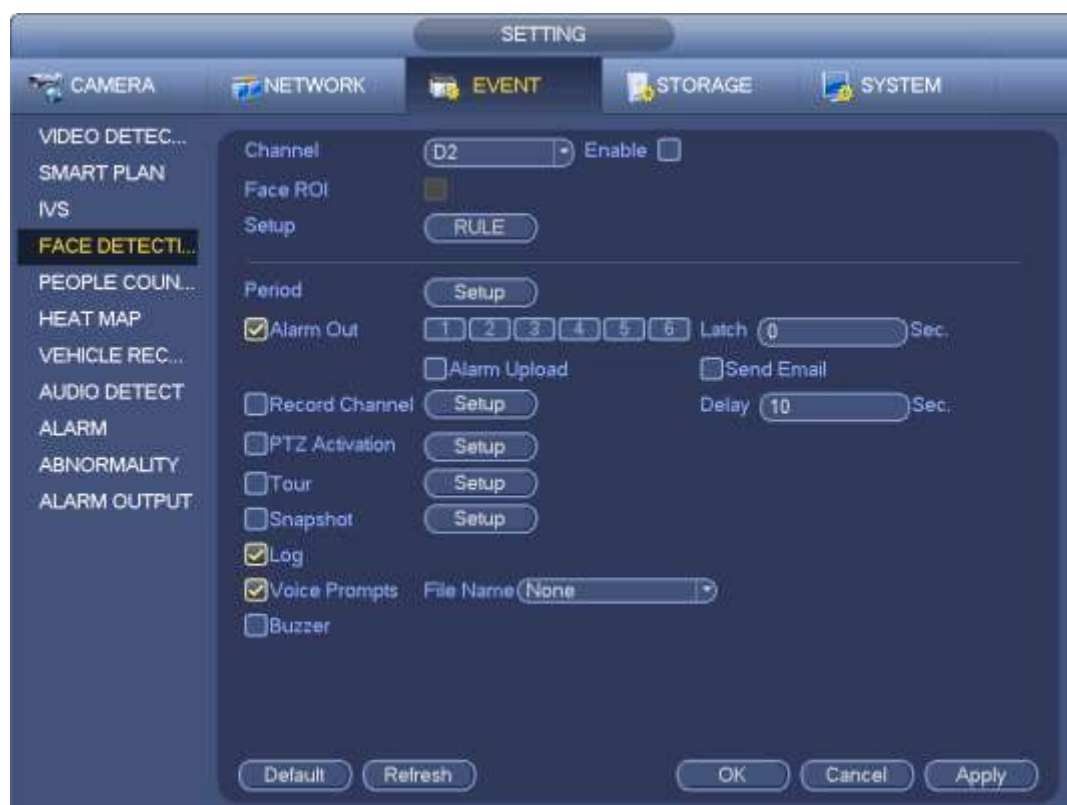 SETTING
CAMERA NETWORK EVENT STORAGE SYSTEM
VIDEO DETEC...
SMART PLAN
IVS
FACE DETECTI...
PEOPLE COUN...
HEAT MAP
VEHICLE REC...
AUDIO DETECT
ALARM
ABNORMALITY
ALARM OUTPUT
Channel D2 Enable
Face ROI
Setup RULE
Period Setup
Alarm Out 1 2 3 4 5 6 Latch 0 Sec.
Alarm Upload Send Email
Record Channel Setup Delay 10 Sec.
PTZ Activation Setup
Tour Setup
Snapshot Setup
Log
Voice Prompts File Name None
Buzzer
Default Refresh OK Cancel Apply